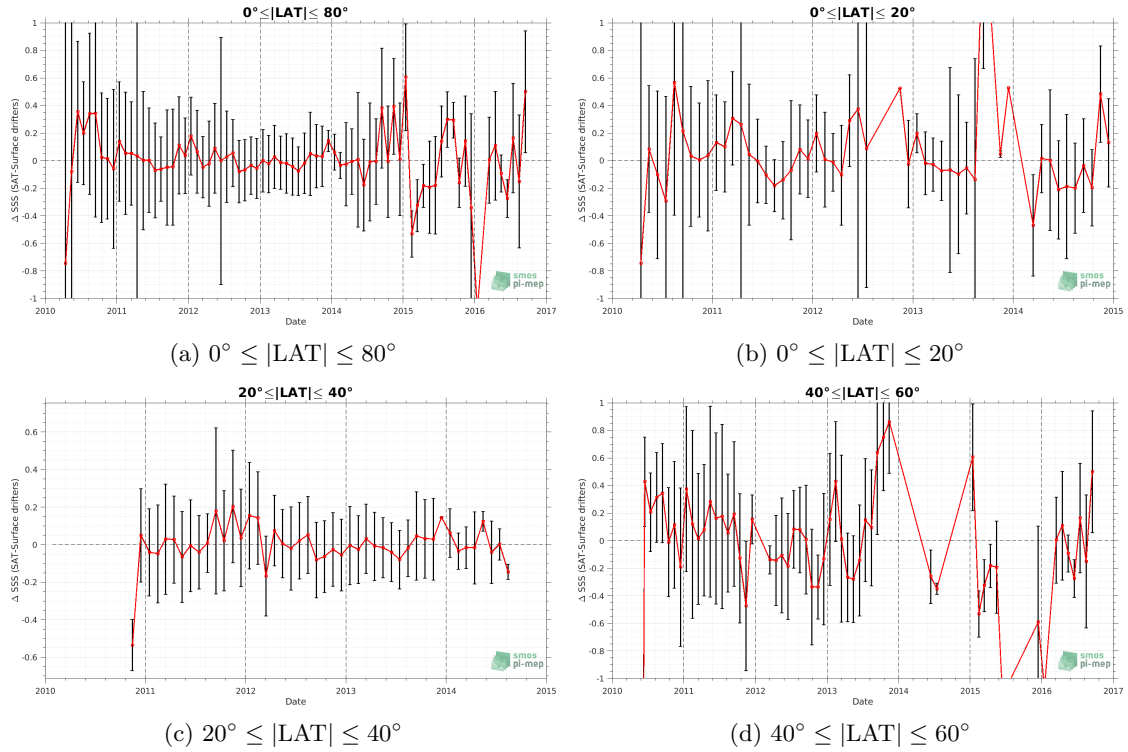 0°≤|LAT|≤ 80°
Δ SSS (SAT-Surface drifters)
1
0.8
0.6
0.4
0.2
0
-0.2
-0.4
-0.6
-0.8
-1
2010 2011 2012 2013 2014 2015 2016 2017
Date
smos
pi-mep
(a) 0° ≤ |LAT| ≤ 80°
0°≤|LAT|≤ 20°
Δ SSS (SAT-Surface drifters)
1
0.8
0.6
0.4
0.2
0
-0.2
-0.4
-0.6
-0.8
-1
2010 2011 2012 2013 2014 2015
Date
smos
pi-mep
(b) 0° ≤ |LAT| ≤ 20°
20°≤|LAT|≤ 40°
Δ SSS (SAT-Surface drifters)
0.6
0.4
0.2
0
-0.2
-0.4
-0.6
2010 2011 2012 2013 2014 2015
Date
smos
pi-mep
(c) 20° ≤ |LAT| ≤ 40°
40°≤|LAT|≤ 60°
Δ SSS (SAT-Surface drifters)
1
0.8
0.6
0.4
0.2
0
-0.2
-0.4
-0.6
-0.8
-1
2010 2011 2012 2013 2014 2015 2016 2017
Date
smos
pi-mep
(d) 40° ≤ |LAT| ≤ 60°